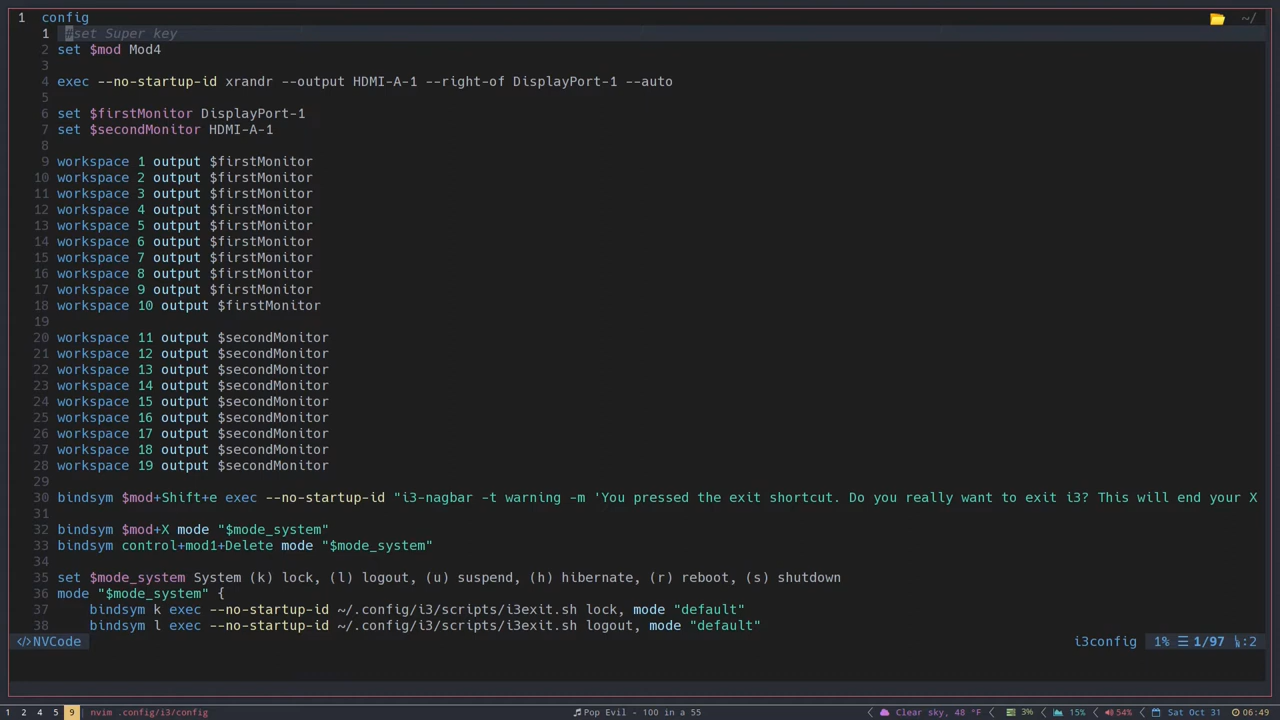 1 config ~/
1 #set Super key
2 set $mod Mod4
3
4 exec --no-startup-id xrandr --output HDMI-A-1 --right-of DisplayPort-1 --auto
5
6 set $firstMonitor DisplayPort-1
7 set $secondMonitor HDMI-A-1
8
9 workspace 1 output $firstMonitor
10 workspace 2 output $firstMonitor
11 workspace 3 output $firstMonitor
12 workspace 4 output $firstMonitor
13 workspace 5 output $firstMonitor
14 workspace 6 output $firstMonitor
15 workspace 7 output $firstMonitor
16 workspace 8 output $firstMonitor
17 workspace 9 output $firstMonitor
18 workspace 10 output $firstMonitor
19
20 workspace 11 output $secondMonitor
21 workspace 12 output $secondMonitor
22 workspace 13 output $secondMonitor
23 workspace 14 output $secondMonitor
24 workspace 15 output $secondMonitor
25 workspace 16 output $secondMonitor
26 workspace 17 output $secondMonitor
27 workspace 18 output $secondMonitor
28 workspace 19 output $secondMonitor
29
30 bindsym $mod+Shift+e exec --no-startup-id "i3-nagbar -t warning -m 'You pressed the exit shortcut. Do you really want to exit i3? This will end your X
31
32 bindsym $mod+X mode "$mode_system"
33 bindsym control+mod1+Delete mode "$mode_system"
34
35 set $mode_system System (k) lock, (l) logout, (u) suspend, (h) hibernate, (r) reboot, (s) shutdown
36 mode "$mode_system" {
37 bindsym k exec --no-startup-id ~/.config/i3/scripts/i3exit.sh lock, mode "default"
38 bindsym l exec --no-startup-id ~/.config/i3/scripts/i3exit.sh logout, mode "default"
</>NVCode i3config 1% ☰ 1/97 :2
1 2 4 5 9 nvim .config/i3/config Pop Evil - 100 in a 55 Clear sky, 48 °F 3% 15% 54% Sat Oct 31 06:49